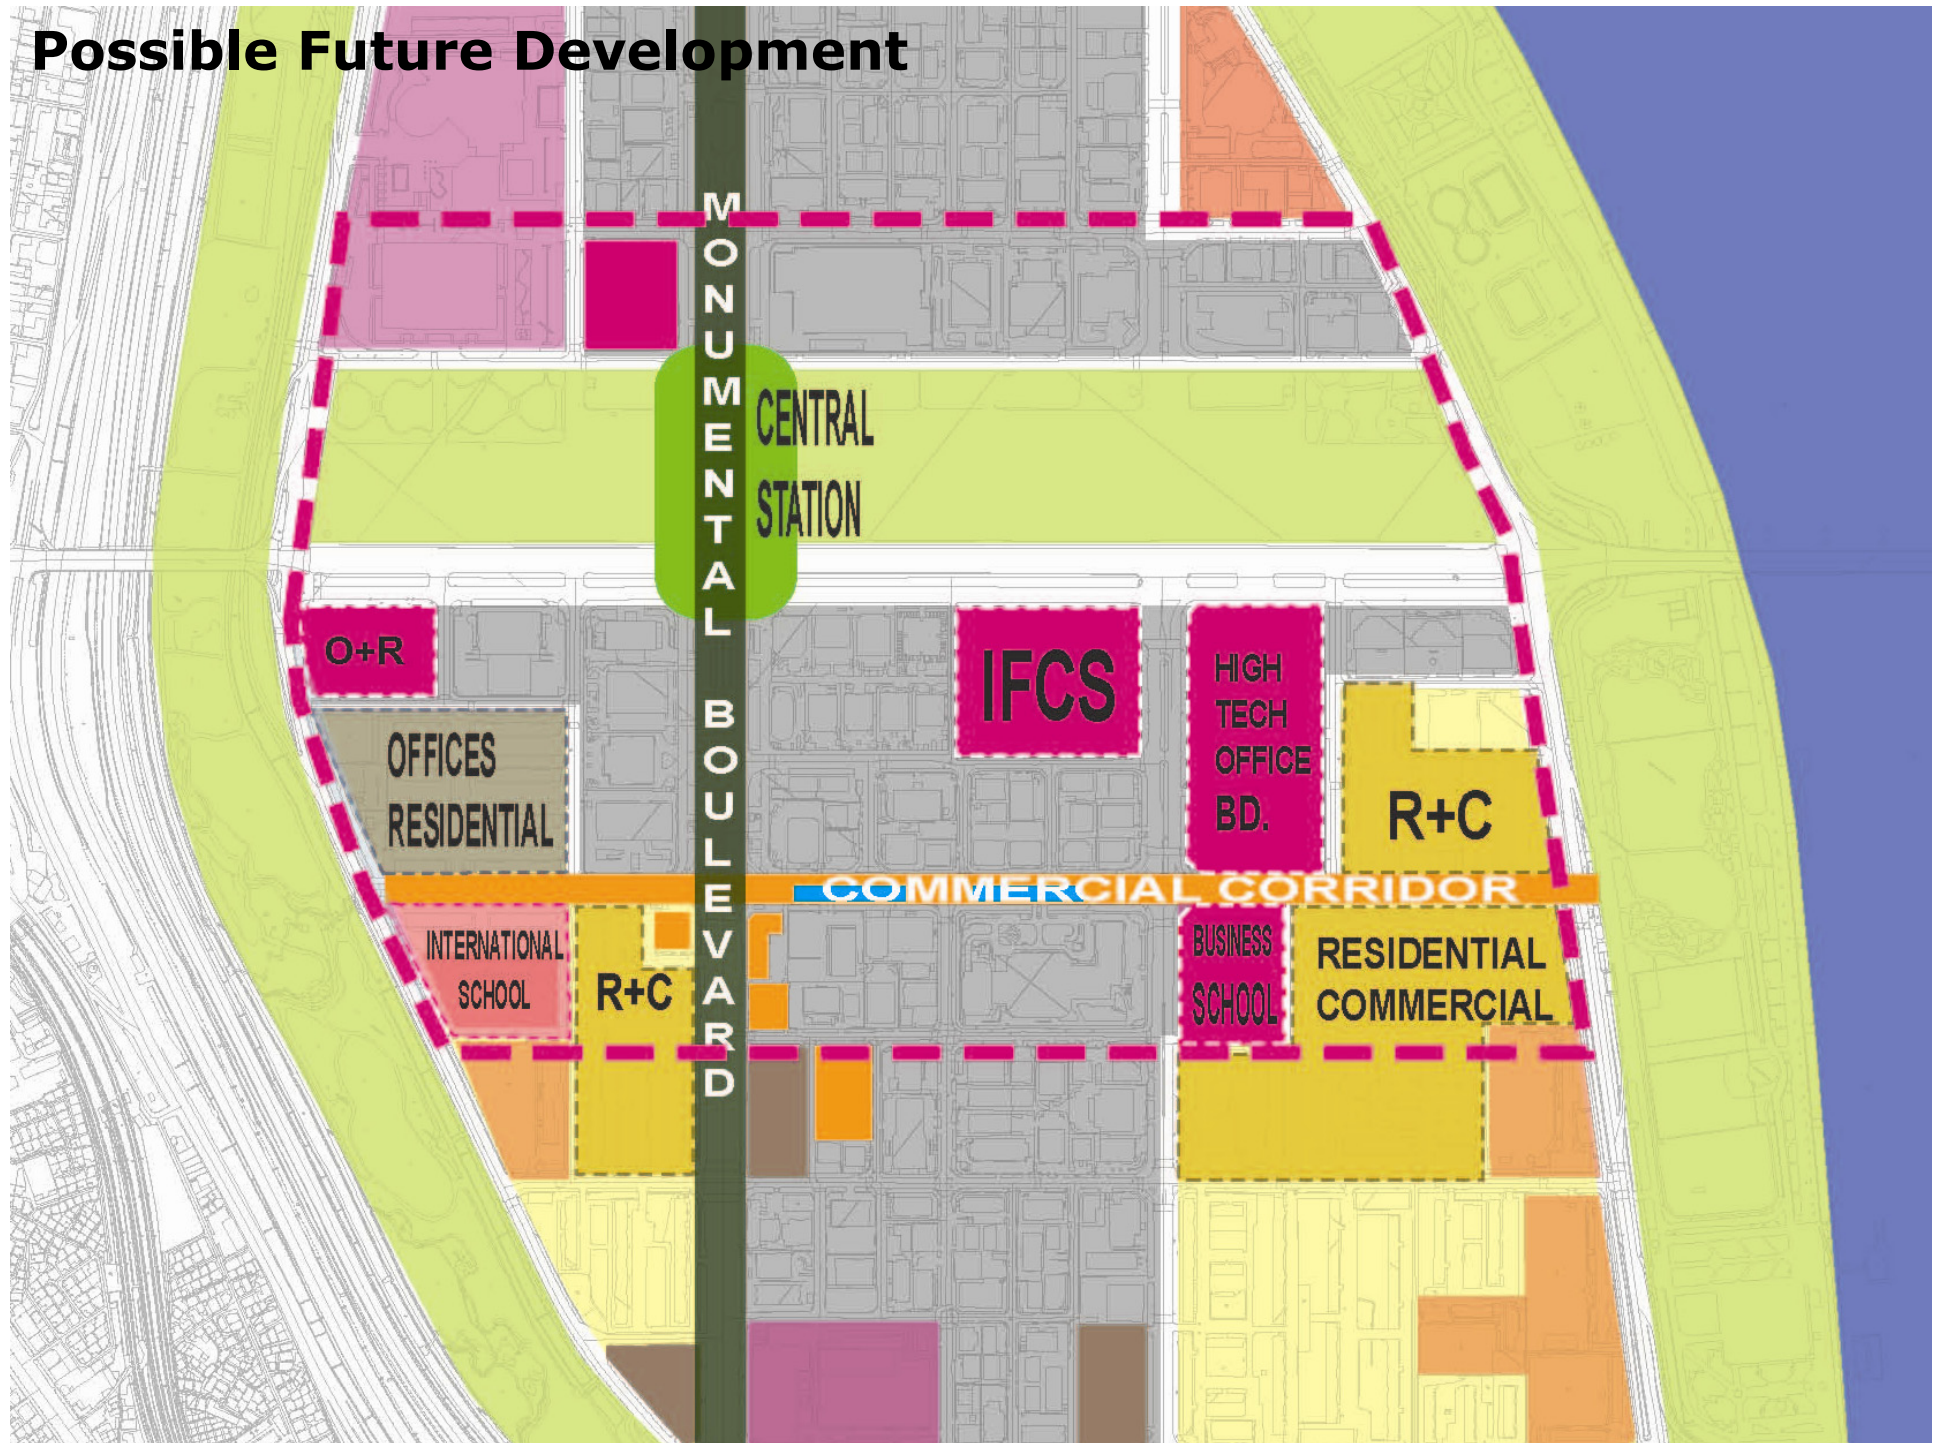 Possible Future Development
MONUMENTAL BOULEVARD
CENTRAL
STATION
O+R
IFCS
HIGH
TECH
OFFICE
BD.
OFFICES
RESIDENTIAL
R+C
COMMERCIAL CORRIDOR
INTERNATIONAL
SCHOOL
R+C
BUSINESS
SCHOOL
RESIDENTIAL
COMMERCIAL